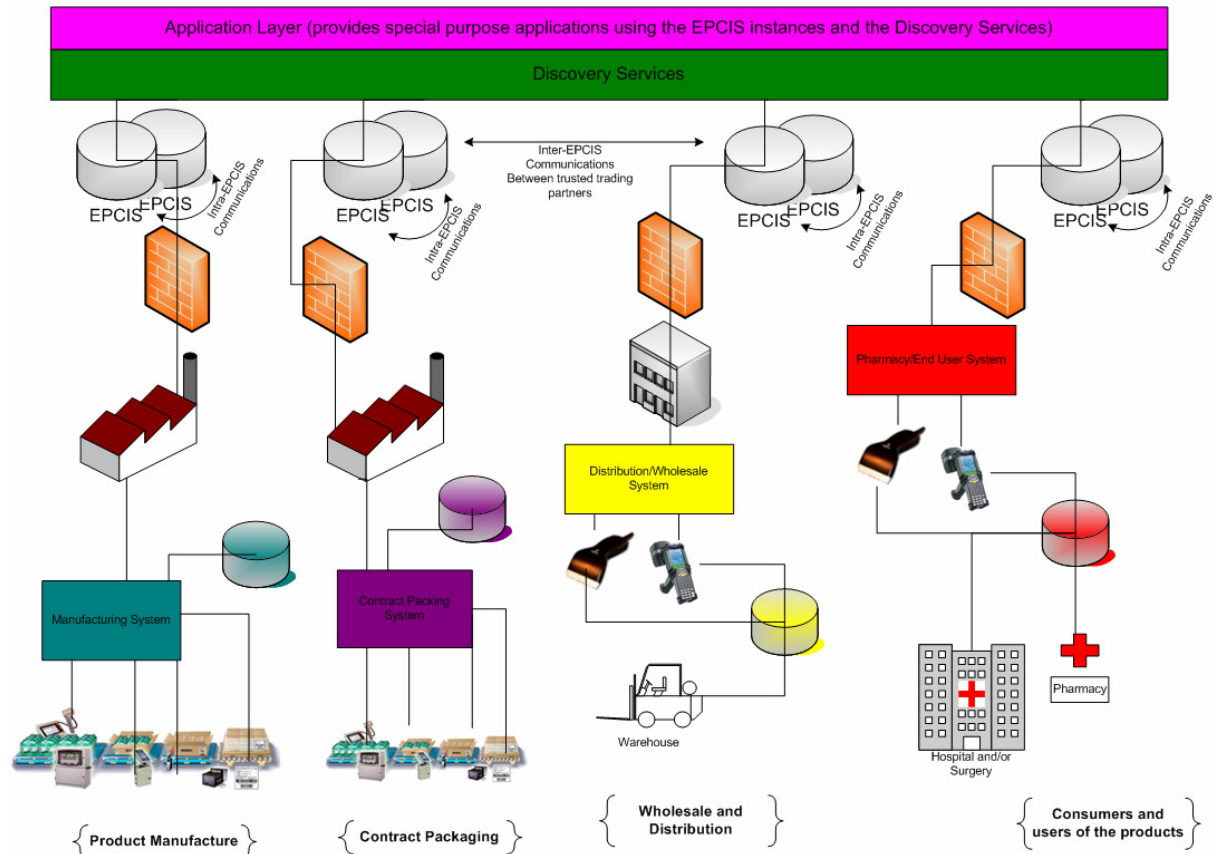 Application Layer (provides special purpose applications using the EPCIS instances and the Discovery Services)
Discovery Services
EPCIS
EPCIS
Intra-EPCIS
Communications
EPCIS
EPCIS
Intra-EPCIS
Communications
Inter-EPCIS
Communications
Between trusted trading
partners
EPCIS
EPCIS
Intra-EPCIS
Communications
EPCIS
EPCIS
Intra-EPCIS
Communications
Pharmacy/End User System
Distribution/Wholesale
System
Manufacturing System
Contract Packing
System
Warehouse
Pharmacy
Hospital and/or
Surgery
Product Manufacture
Contract Packaging
Wholesale and
Distribution
Consumers and
users of the products